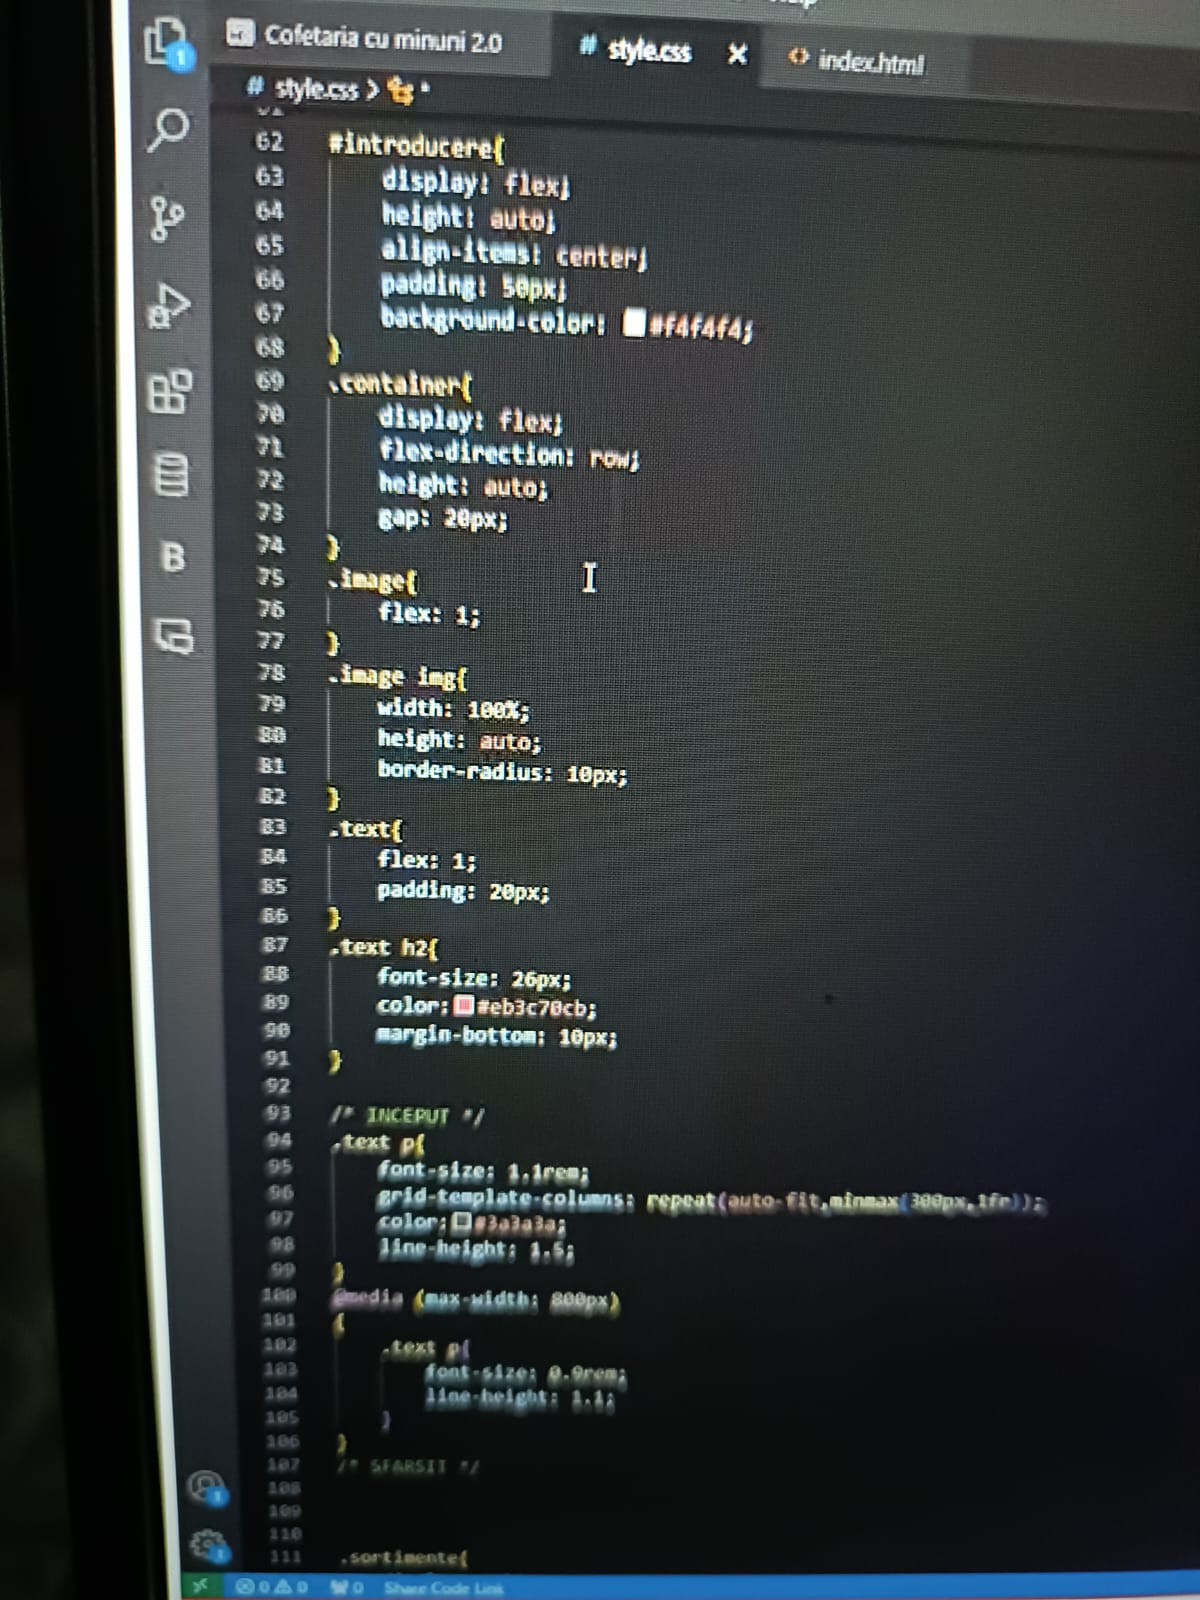 Cofetaria cu minuni 2.0
# style.css
<> index.html
# style.css > *
62 #introducere{
63 display: flex;
64 height: auto;
65 align-items: center;
66 padding: 50px;
67 background-color: #f4f4f4;
68 }
69 .container{
70 display: flex;
71 flex-direction: row;
72 height: auto;
73 gap: 20px;
74 }
75 .image{
76 flex: 1;
77 }
78 .image img{
79 width: 100%;
80 height: auto;
81 border-radius: 10px;
82 }
83 .text{
84 flex: 1;
85 padding: 20px;
86 }
87 .text h2{
88 font-size: 26px;
89 color: #eb3c70cb;
90 margin-bottom: 10px;
91 }
92
93 /* INCEPUT */
94 .text p{
95 font-size: 1.1rem;
96 grid-template-columns: repeat(auto-fit,minmax(300px,1fr));
97 color: #3a3a3a;
98 line-height: 1.5;
99 }
100 @media (max-width: 800px)
101 {
102 .text p{
103 font-size: 0.9rem;
104 line-height: 1.1;
105 }
106 }
107 /* SFARSIT */
108
109
110
111 .sortimente{
0 0 0 Share Code Link